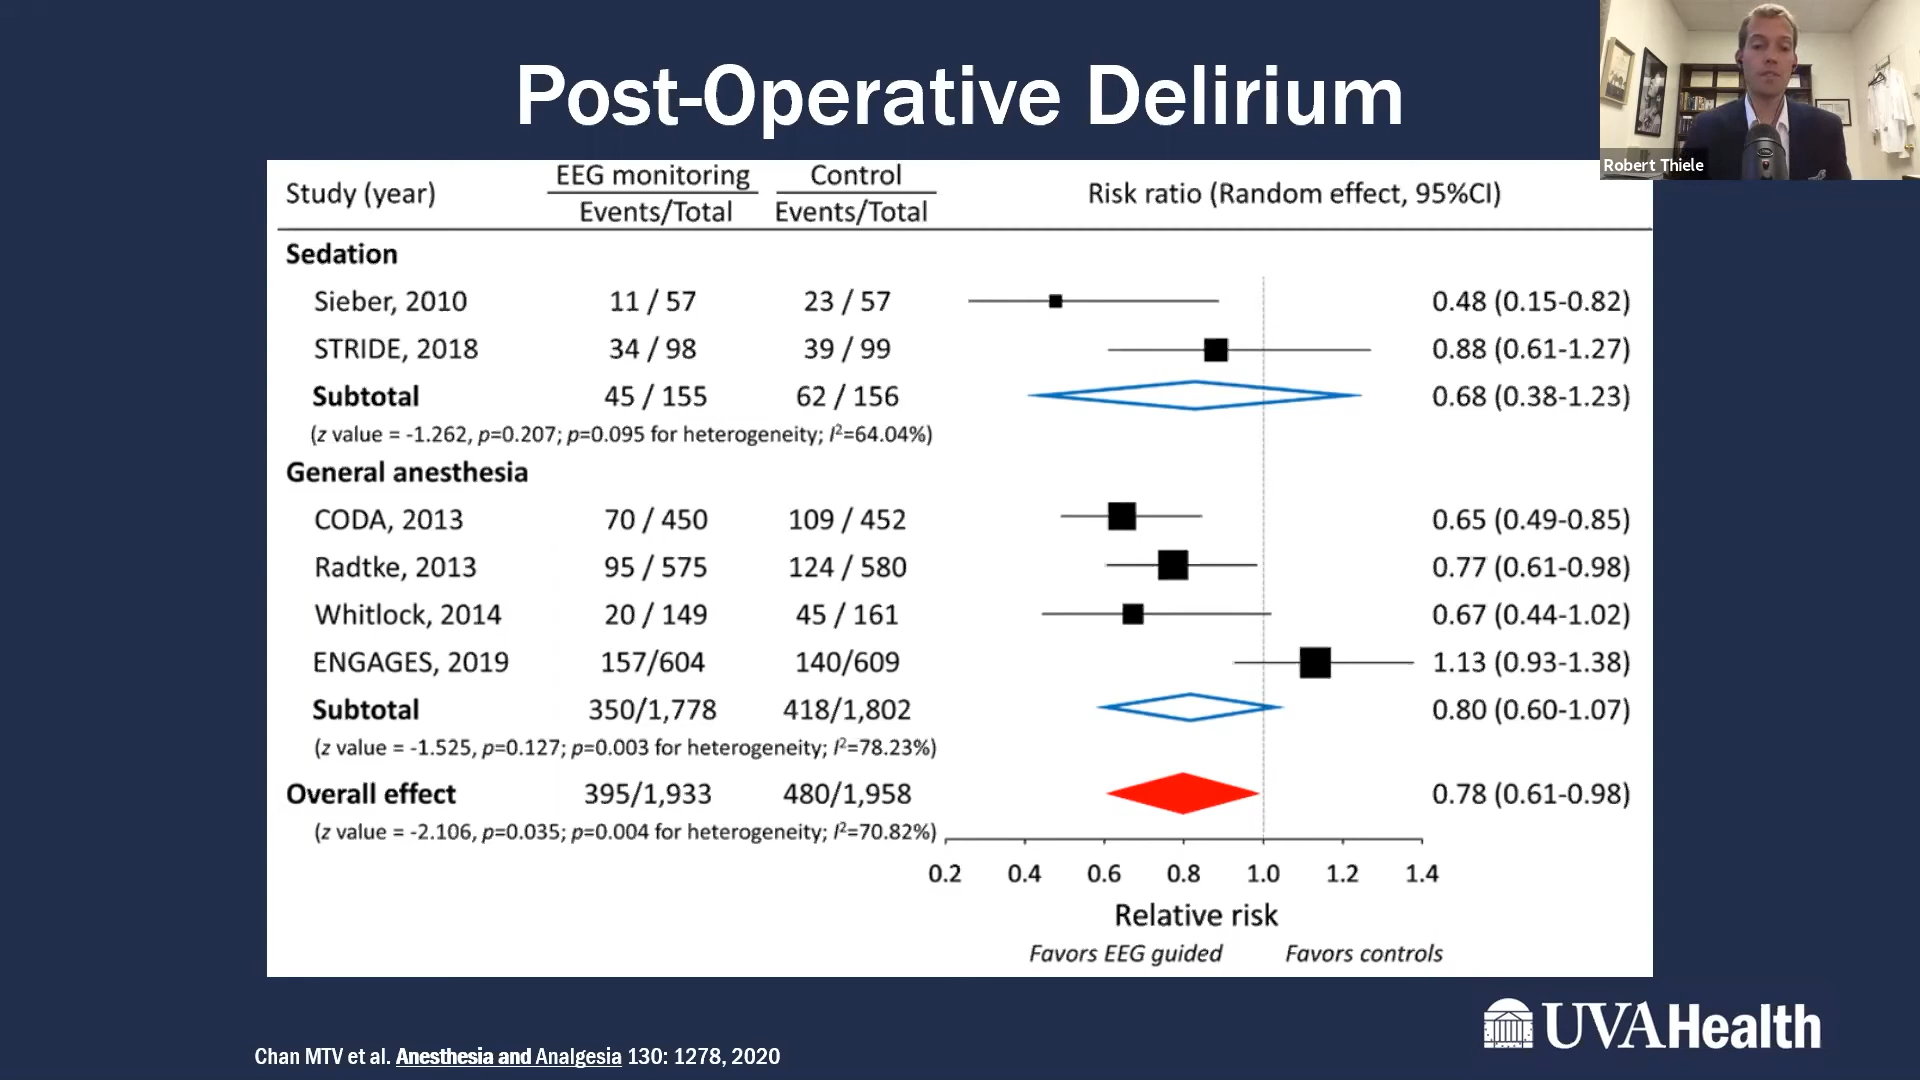 Post-Operative Delirium
Robert Thiele
Study (year) EEG monitoring Control Risk ratio (Random effect, 95%CI)
Events/Total Events/Total
Sedation
Sieber, 2010 11 / 57 23 / 57 0.48 (0.15-0.82)
STRIDE, 2018 34 / 98 39 / 99 0.88 (0.61-1.27)
Subtotal 45 / 155 62 / 156 0.68 (0.38-1.23)
(z value = -1.262, p=0.207; p=0.095 for heterogeneity; I²=64.04%)
General anesthesia
CODA, 2013 70 / 450 109 / 452 0.65 (0.49-0.85)
Radtke, 2013 95 / 575 124 / 580 0.77 (0.61-0.98)
Whitlock, 2014 20 / 149 45 / 161 0.67 (0.44-1.02)
ENGAGES, 2019 157/604 140/609 1.13 (0.93-1.38)
Subtotal 350/1,778 418/1,802 0.80 (0.60-1.07)
(z value = -1.525, p=0.127; p=0.003 for heterogeneity; I²=78.23%)
Overall effect 395/1,933 480/1,958 0.78 (0.61-0.98)
(z value = -2.106, p=0.035; p=0.004 for heterogeneity; I²=70.82%)
0.2 0.4 0.6 0.8 1.0 1.2 1.4
Relative risk
Favors EEG guided Favors controls
UVAHealth
Chan MTV et al. Anesthesia and Analgesia 130: 1278, 2020